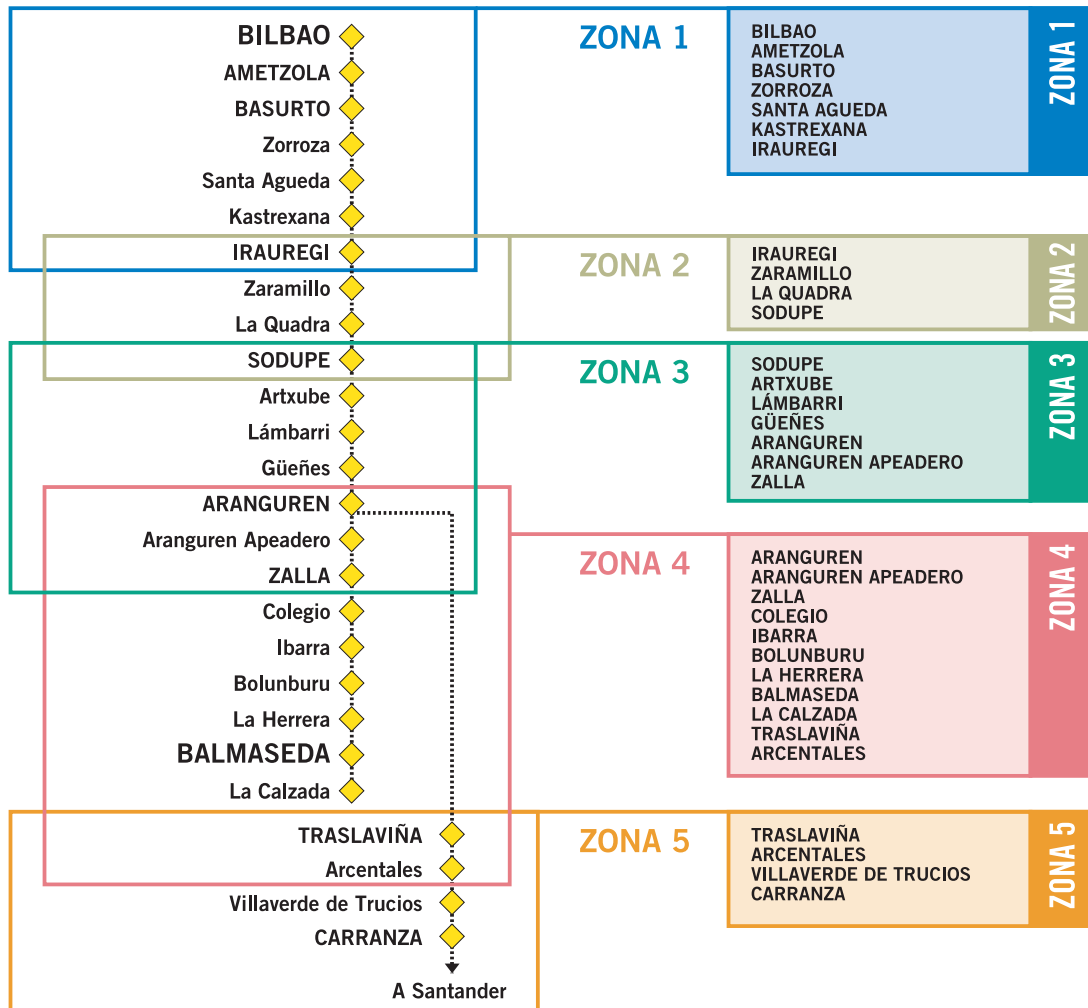 BILBAO
AMETZOLA
BASURTO
Zorroza
Santa Agueda
Kastrexana
IRAUREGI
Zaramillo
La Quadra
SODUPE
Artxube
Lámbarri
Güeñes
ARANGUREN
Aranguren Apeadero
ZALLA
Colegio
Ibarra
Bolunburu
La Herrera
BALMASEDA
La Calzada
TRASLAVIÑA
Arcentales
Villaverde de Trucios
CARRANZA
A Santander
ZONA 1
BILBAO
AMETZOLA
BASURTO
ZORROZA
SANTA AGUEDA
KASTREXANA
IRAUREGI
ZONA 1
ZONA 2
IRAUREGI
ZARAMILLO
LA QUADRA
SODUPE
ZONA 2
ZONA 3
SODUPE
ARTXUBE
LÁMBARRI
GÜEÑES
ARANGUREN
ARANGUREN APEADERO
ZALLA
ZONA 3
ZONA 4
ARANGUREN
ARANGUREN APEADERO
ZALLA
COLEGIO
IBARRA
BOLUNBURU
LA HERRERA
BALMASEDA
LA CALZADA
TRASLAVIÑA
ARCENTALES
ZONA 4
ZONA 5
TRASLAVIÑA
ARCENTALES
VILLAVERDE DE TRUCIOS
CARRANZA
ZONA 5